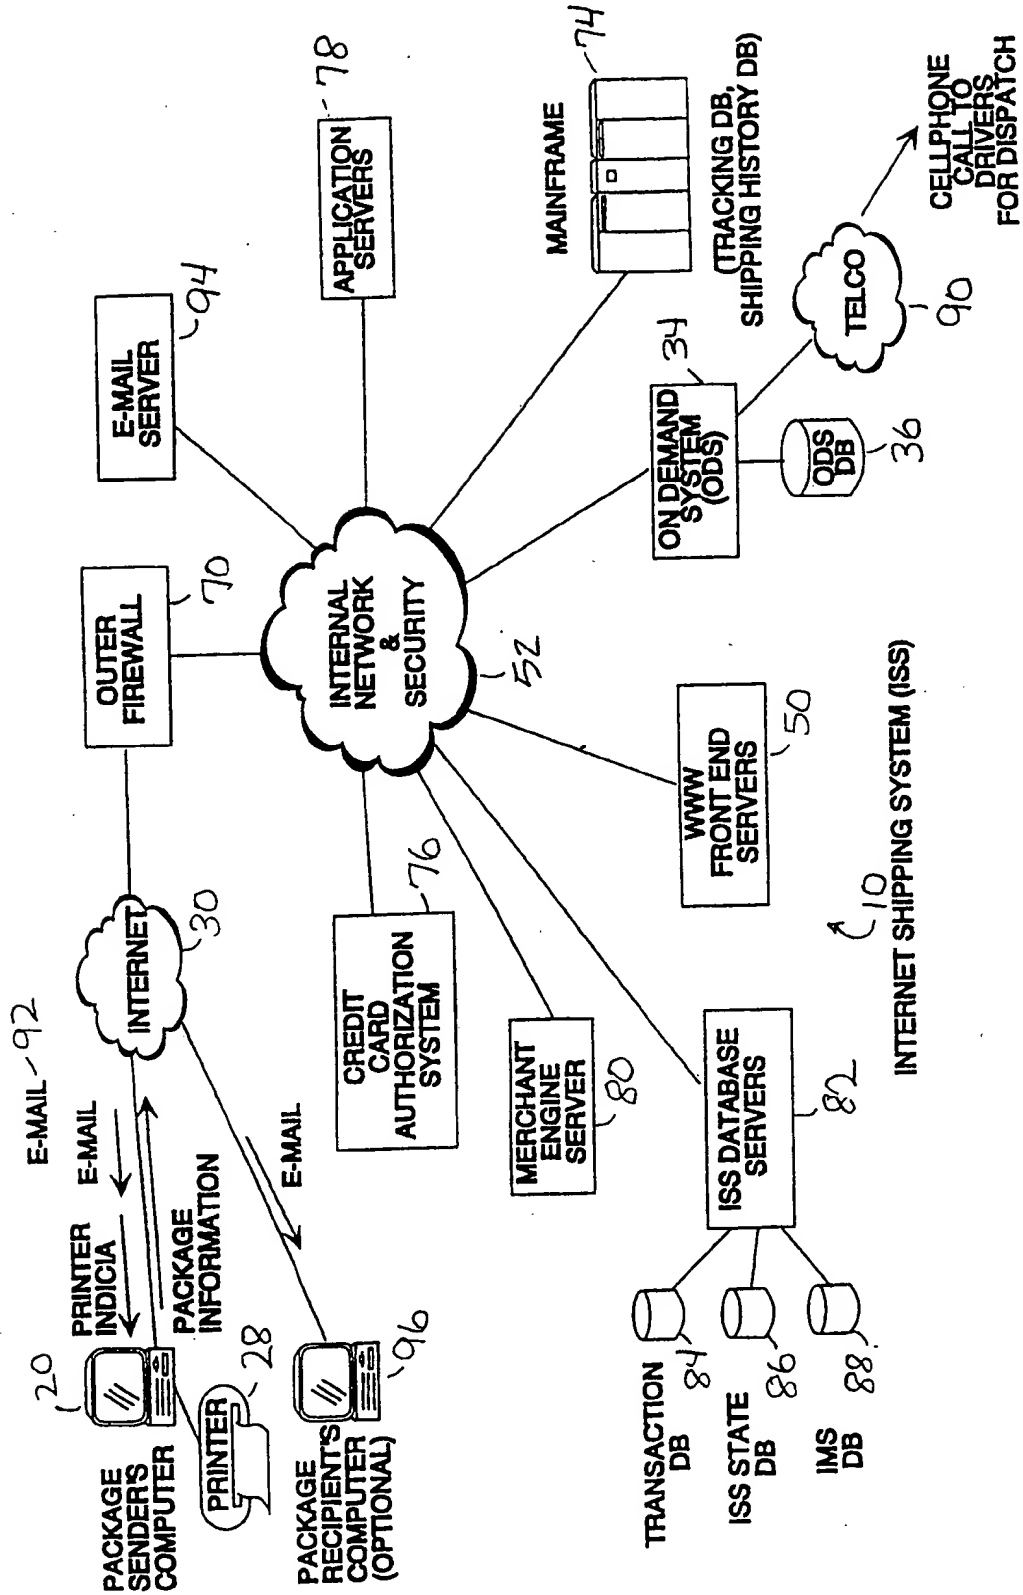 E-MAIL 92
E-MAIL
PRINTER
INDICIA
PACKAGE
INFORMATION
20
PACKAGE
SENDER'S
COMPUTER
PRINTER
28
E-MAIL
PACKAGE
RECIPIENT'S
COMPUTER
(OPTIONAL)
96
INTERNET
30
OUTER
FIREWALL
70
E-MAIL
SERVER
94
APPLICATION
SERVERS
78
INTERNAL
NETWORK
&
SECURITY
52
CREDIT
CARD
AUTHORIZATION
SYSTEM
76
MERCHANT
ENGINE
SERVER
80
ISS DATABASE
SERVERS
82
TRANSACTION
DB
84
ISS STATE
DB
86
IMS
DB
88
WWW
FRONT END
SERVERS
50
ON DEMAND
SYSTEM
(ODS)
34
ODS
DB
36
MAINFRAME
74
(TRACKING DB,
SHIPPING HISTORY DB)
TELCO
90
CELLPHONE
CALL TO
DRIVERS
FOR DISPATCH
10
INTERNET SHIPPING SYSTEM (ISS)